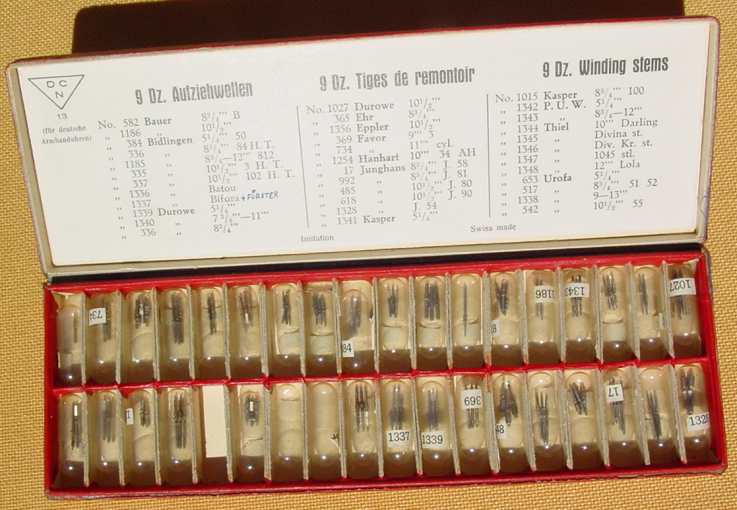 D C
N
13
(für deutsche
Armbanduhren)
9 Dz. Aufziehwellen
No. 582 Bauer 8³/₄''' B
„ 1186 „ 10¹/₂'''
„ 384 Bidlingen 5¹/₄''' 50
„ 336 „ 8³/₄''' 84 H. T.
„ 1185 „ 8³/₄—12''' 812
„ 335 „ 10¹/₂''' 3 H. T.
„ 337 „ 10¹/₂''' 102 H. T.
„ 1336 „ Batou
„ 1337 „ Bifora + FÖRSTER
„ 1339 Durowe 5¹/₄'''
„ 1340 „ 7³/₄'''—11'''
„ 336 „ 8³/₄'''
9 Dz. Tiges de remontoir
No. 1027 Durowe 10¹/₂'''
„ 365 Ehr 8³/₄'''
„ 1356 Eppler 10¹/₂'''
„ 369 Favor 9''' 3
„ 734 „ 11''' cyl.
„ 1254 Hanhart 10''' 34 AH
„ 17 Junghans 8³/₄''' J. 58
„ 992 „ 8³/₄''' J. 81
„ 485 „ 10¹/₂''' J. 80
„ 618 „ 10¹/₂''' J. 90
„ 1328 „ J. 54
„ 1341 Kasper 5¹/₄'''
9 Dz. Winding stems
No. 1015 Kasper 8³/₄''' 100
„ 1342 P. U. W. 5¹/₄'''
„ 1343 „ 8³/₄—12'''
„ 1344 Thiel 10''' Darling
„ 1345 „ Divina st.
„ 1346 „ Div. Kr. st.
„ 1347 „ 1045 stl.
„ 1348 „ 12''' Lola
„ 653 Urofa 5¹/₄'''
„ 517 „ 8³/₄''' 51 52
„ 1338 „ 9—13'''
„ 542 „ 10¹/₂''' 55
Imitation
Swiss made
734
84
1186
1343
1027
1337
1339
369
17
1328